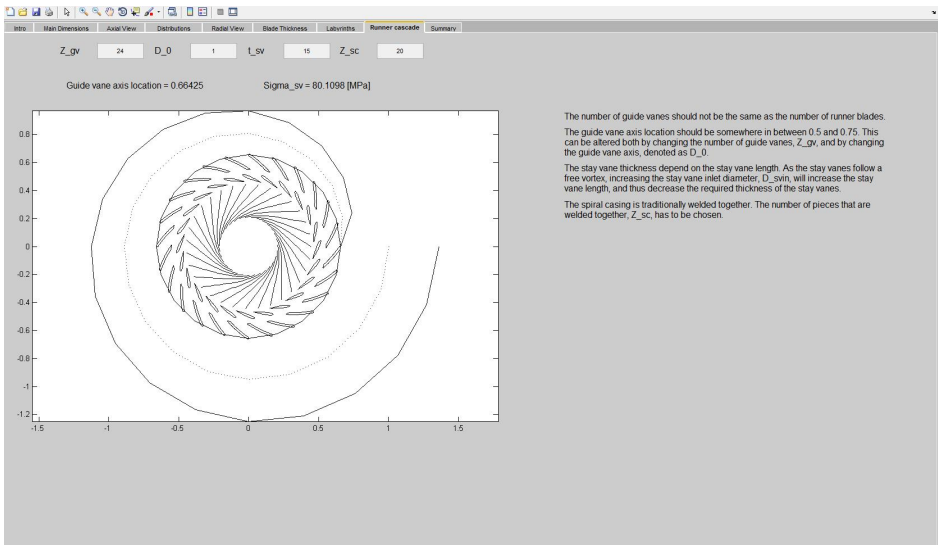 Intro Main Dimensions Axial View Distributions Radial View Blade Thickness Labyrinths Runner cascade Summary
Z_gv 24 D_0 1 t_sv 15 Z_sc 20
Guide vane axis location = 0.66425 Sigma_sv = 80.1098 [MPa]
The number of guide vanes should not be the same as the number of runner blades.
The guide vane axis location should be somewhere in between 0.5 and 0.75. This
can be altered both by changing the number of guide vanes, Z_gv, and by changing
the guide vane axis, denoted as D_0.
The stay vane thickness depend on the stay vane length. As the stay vanes follow a
free vortex, increasing the stay vane inlet diameter, D_svin, will increase the stay
vane length, and thus decrease the required thickness of the stay vanes.
The spiral casing is traditionally welded together. The number of pieces that are
welded together, Z_sc, has to be chosen.
0.8
0.6
0.4
0.2
0
-0.2
-0.4
-0.6
-0.8
-1
-1.2
-1.5 -1 -0.5 0 0.5 1 1.5